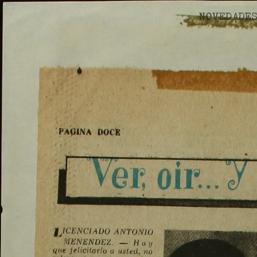 NOVEDADES
PAGINA DOCE
Ver, oir... Y
LICENCIADO ANTONIO
MENENDEZ. — Hay
que felicitarlo a usted, no